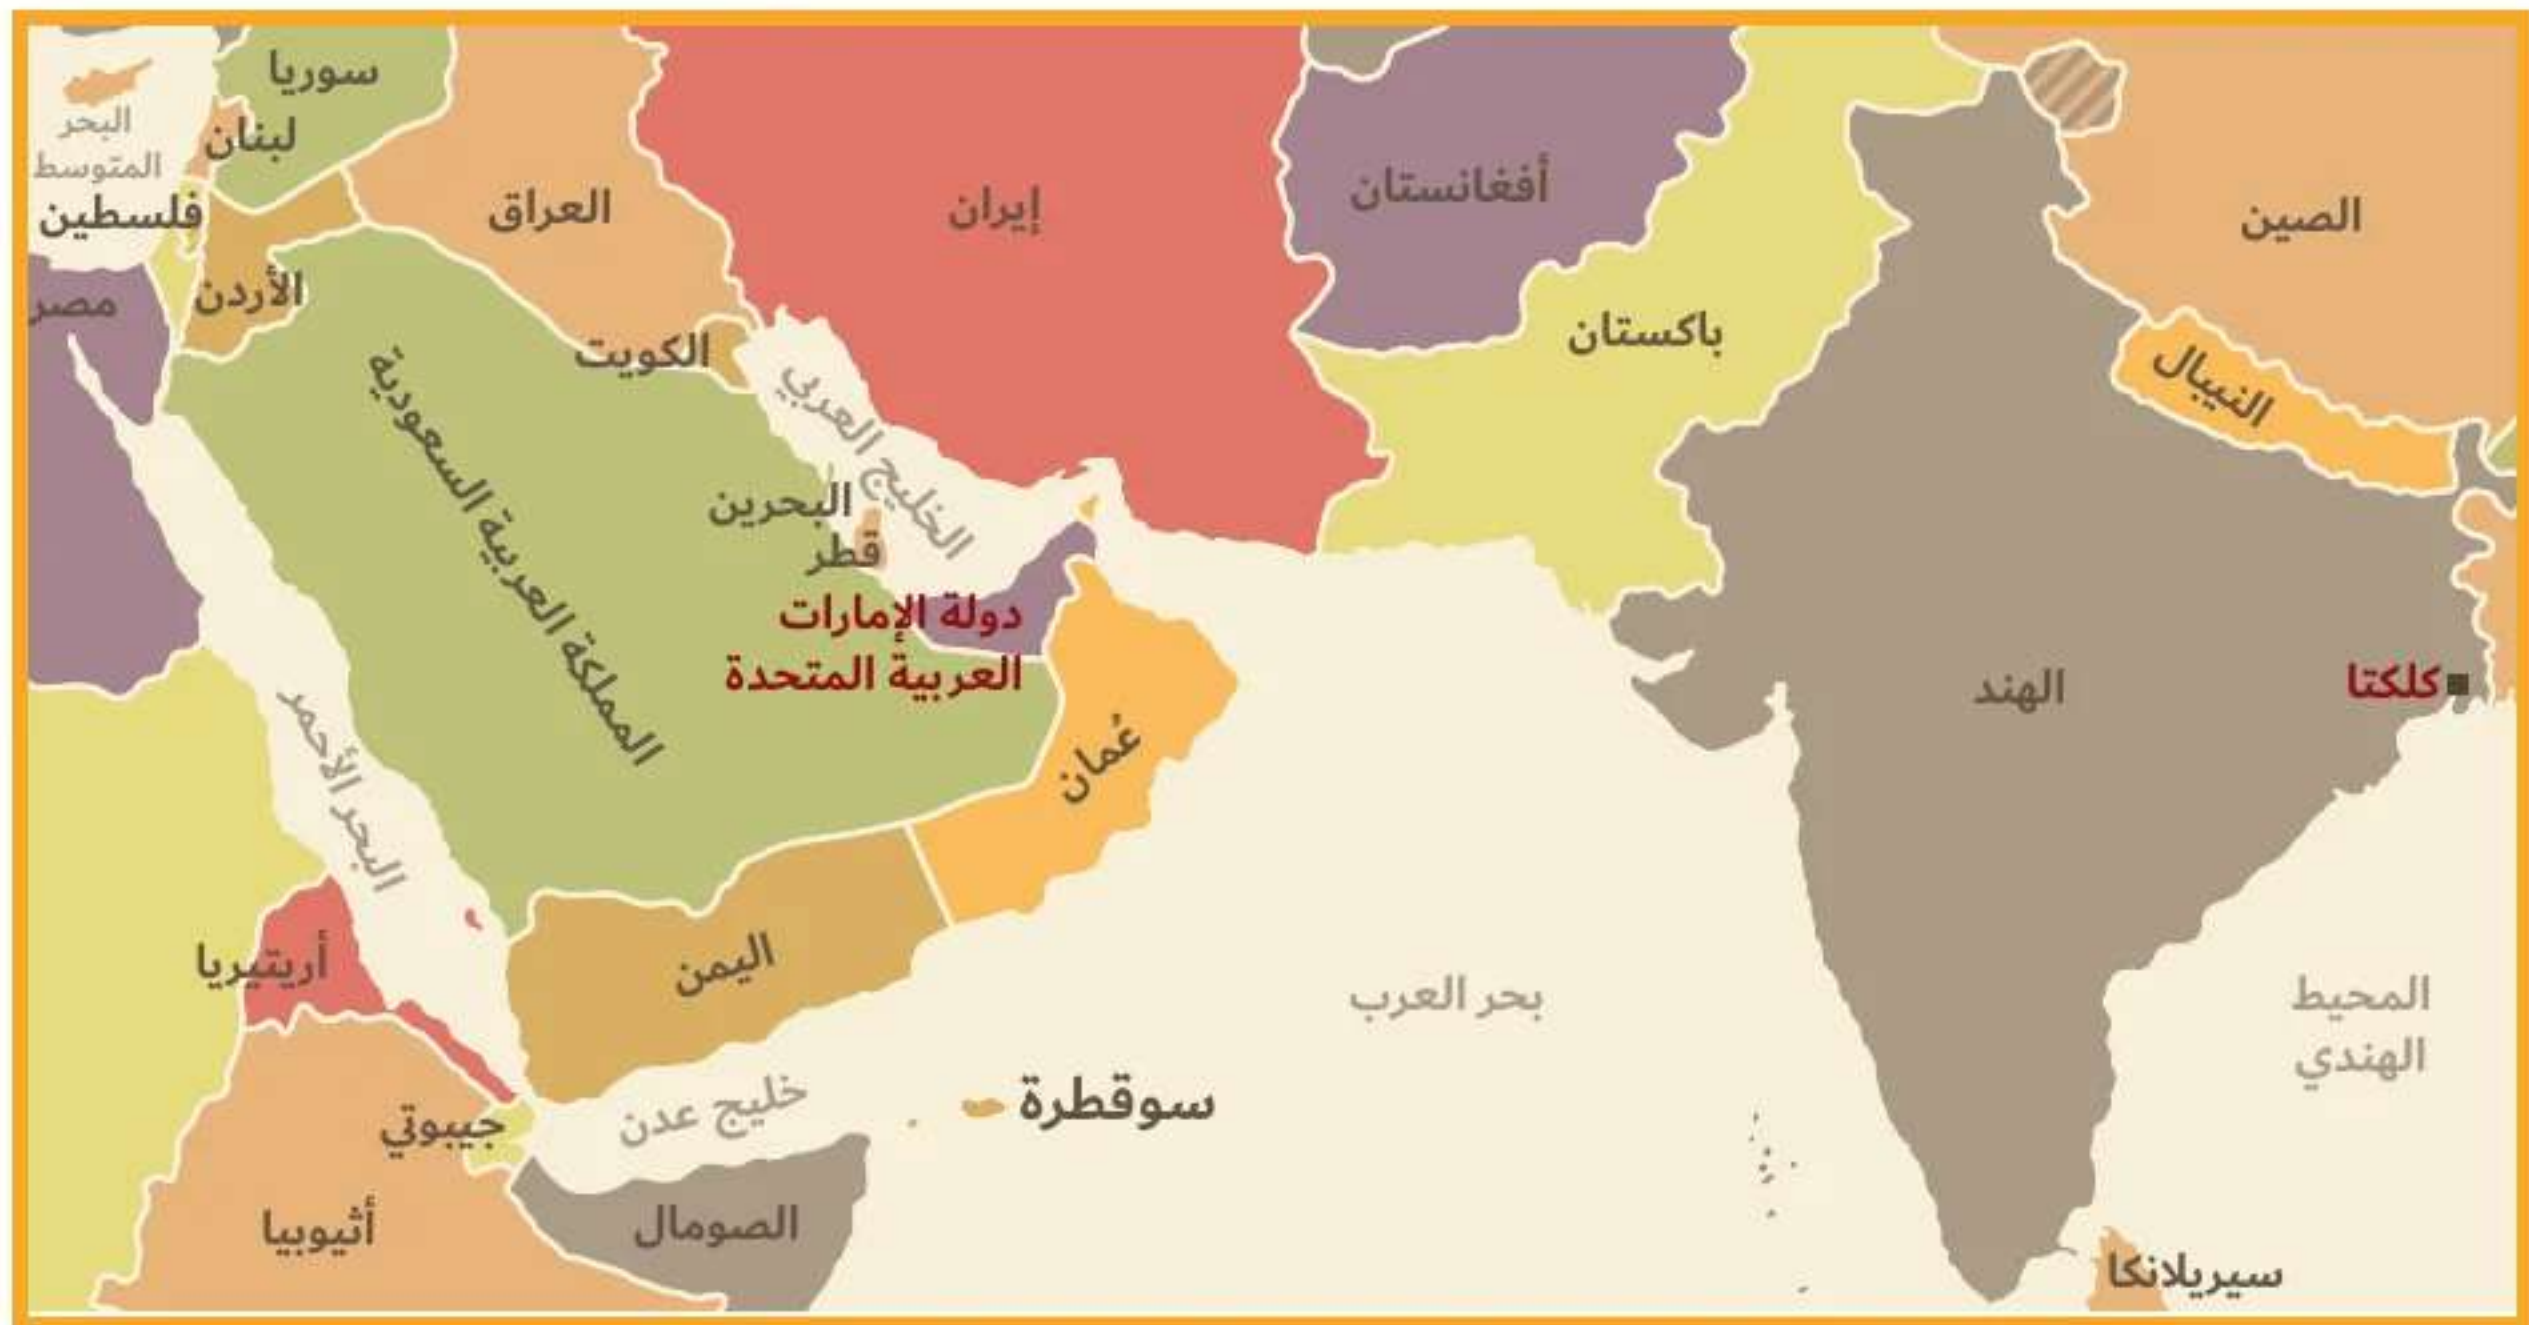 سوريا
البحر
المتوسط
لبنان
فلسطين
العراق
إيران
أفغانستان
الصين
مصر
الأردن
الكويت
باكستان
النيبال
المملكة العربية السعودية
الخليج العربي
البحرين
قطر
دولة الإمارات
العربية المتحدة
عُمان
الهند
كلكتا
البحر الأحمر
أريتيريا
اليمن
بحر العرب
المحيط
الهندي
سوقطرة
خليج عدن
جيبوتي
أثيوبيا
الصومال
سيريلانكا